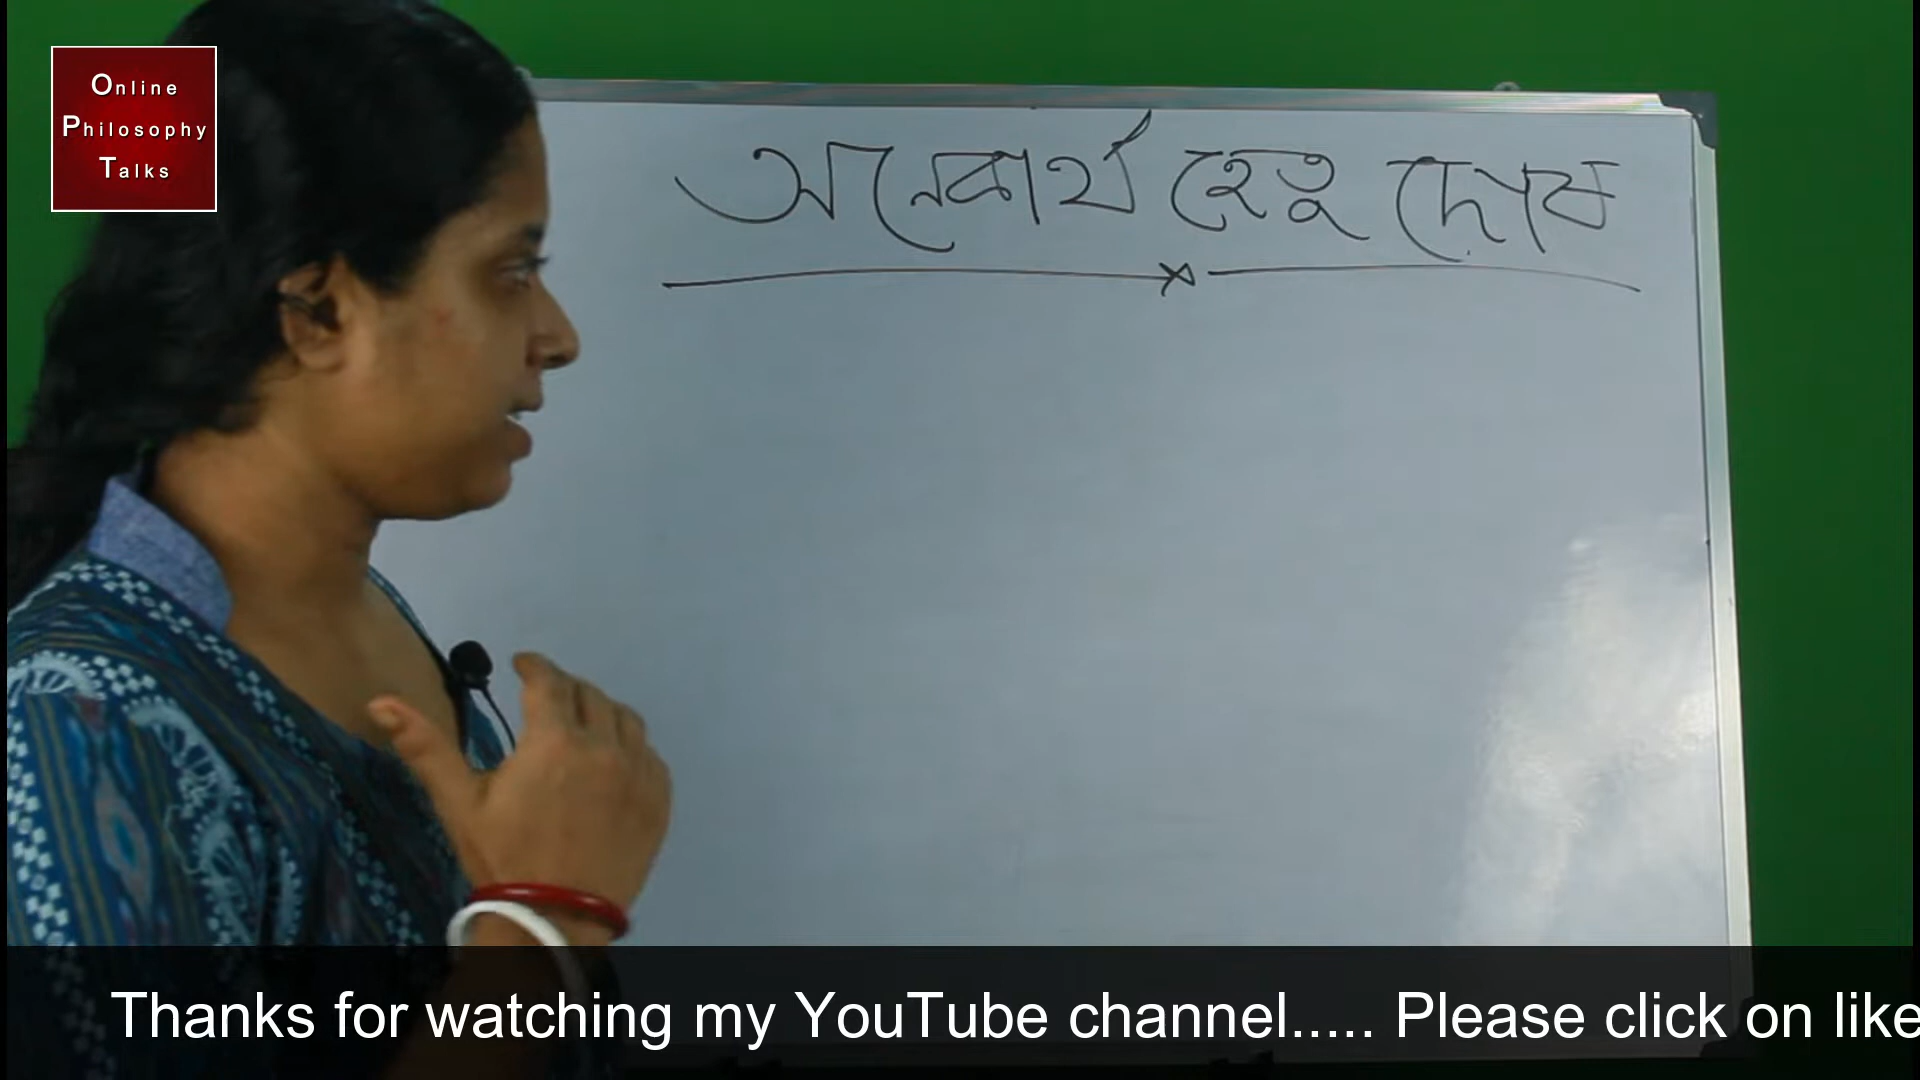 Online
Philosophy
Talks
অনেকার্থ হেতু দোষ
Thanks for watching my YouTube channel..... Please click on like